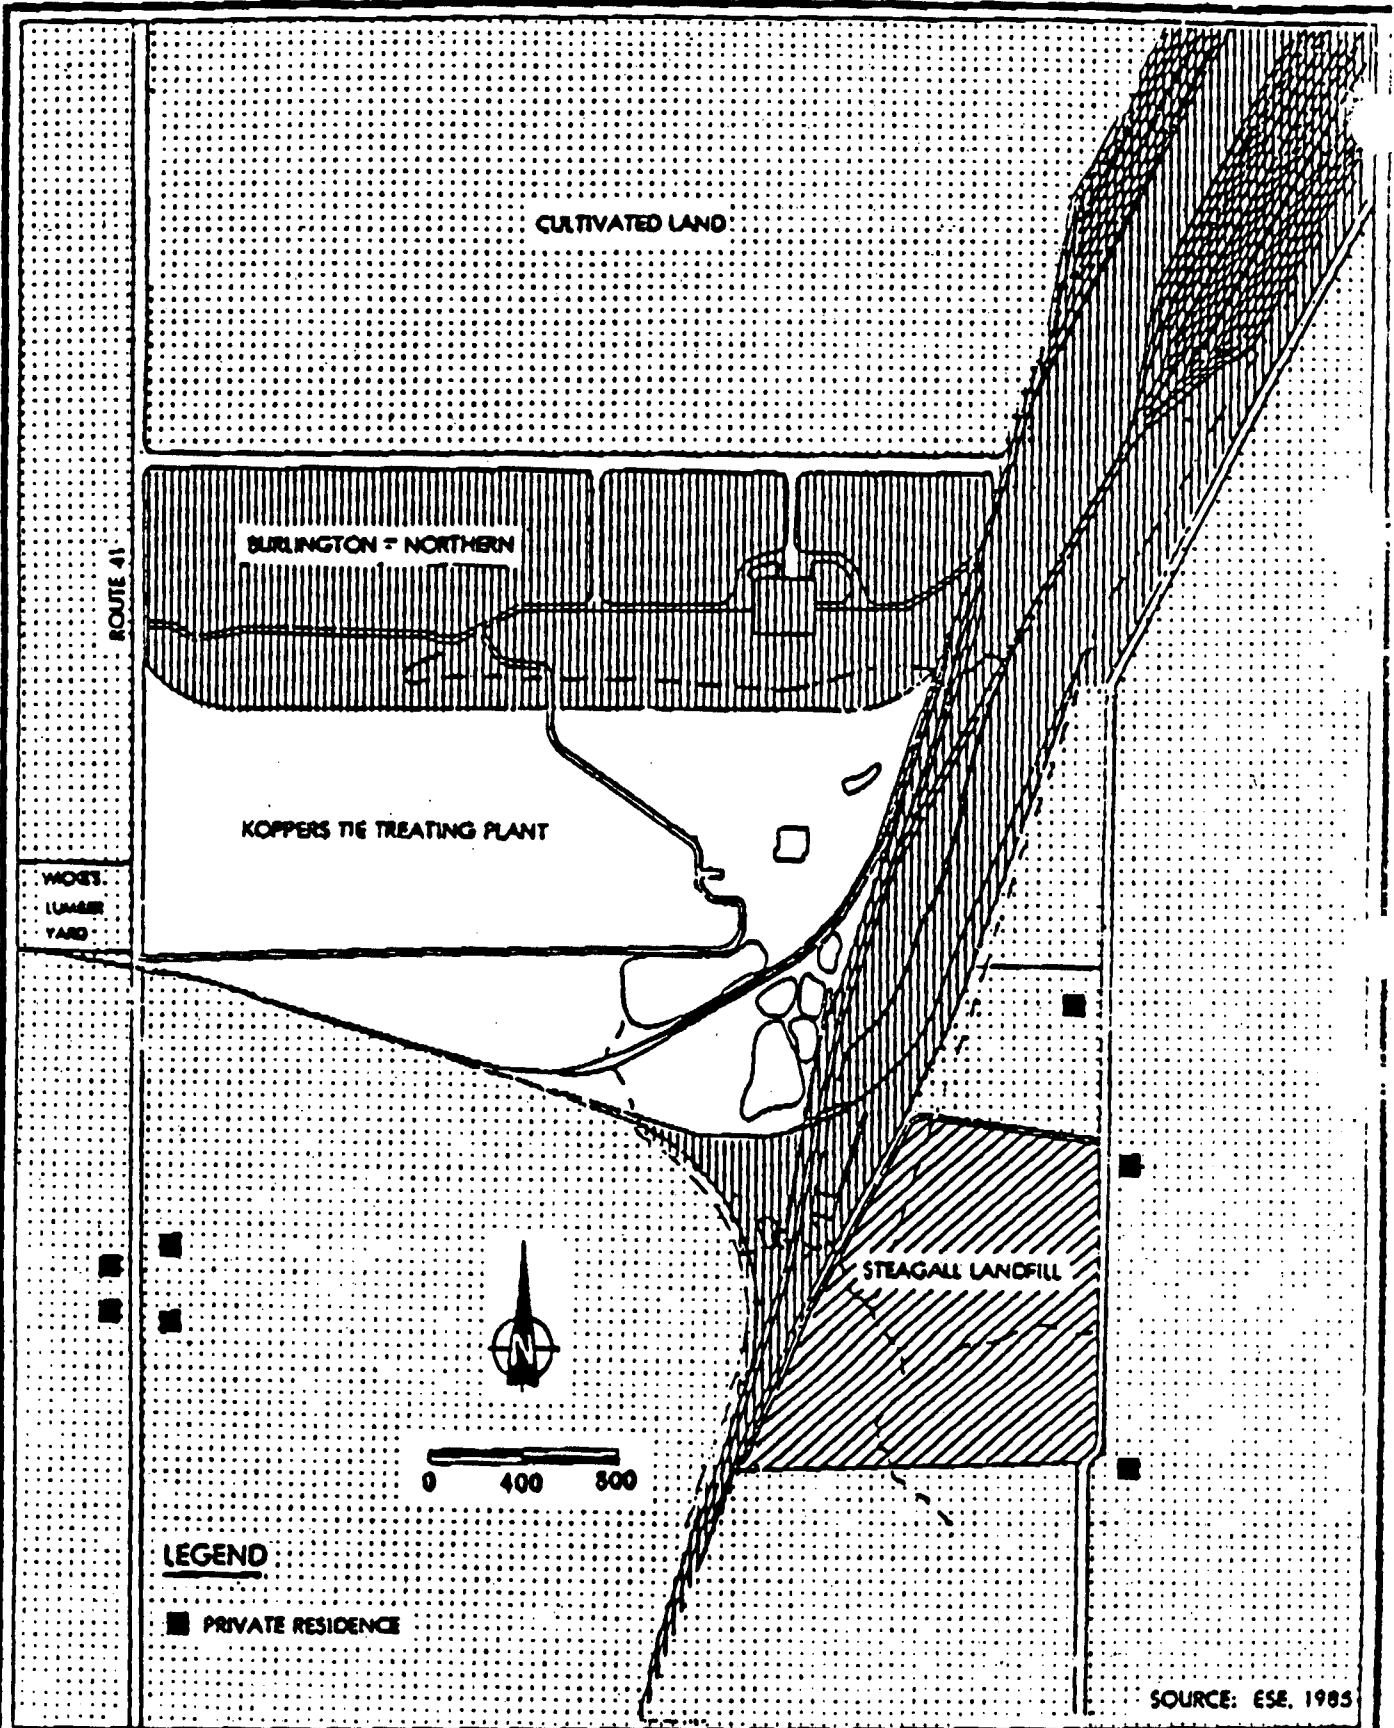 CULTIVATED LAND
BURLINGTON - NORTHERN
ROUTE 41
KOPPERS TIE TREATING PLANT
LUMBER
YARD
STEAGALL LANDFILL
N
0 400 800
LEGEND
PRIVATE RESIDENCE
SOURCE: ESE, 1985